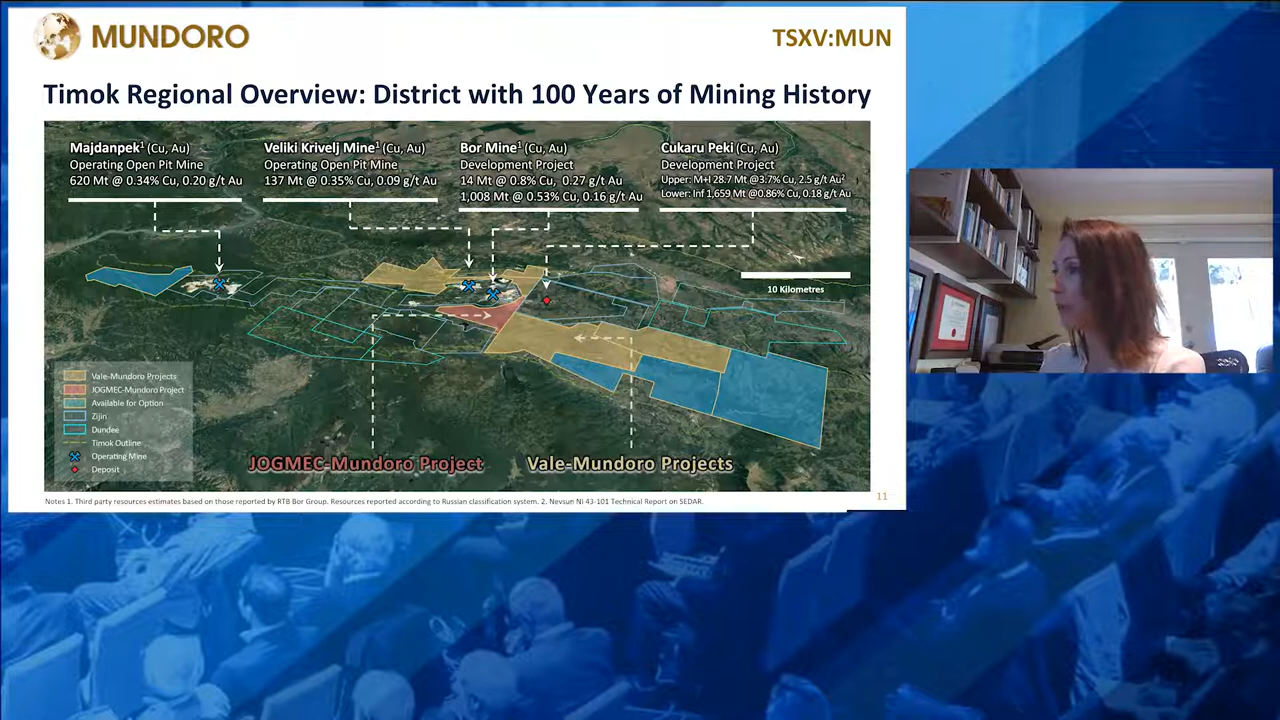 MUNDORO
TSXV:MUN
Timok Regional Overview: District with 100 Years of Mining History
Majdanpek¹ (Cu, Au)
Operating Open Pit Mine
620 Mt @ 0.34% Cu, 0.20 g/t Au
Veliki Krivelj Mine¹ (Cu, Au)
Operating Open Pit Mine
137 Mt @ 0.35% Cu, 0.09 g/t Au
Bor Mine¹ (Cu, Au)
Development Project
14 Mt @ 0.8% Cu, 0.27 g/t Au
1,008 Mt @ 0.53% Cu, 0.16 g/t Au
Cukaru Peki (Cu, Au)
Development Project
Upper: M+I 28.7 Mt @3.7% Cu, 2.5 g/t Au²
Lower: Inf 1,659 Mt @0.86% Cu, 0.18 g/t Au
10 Kilometres
Vale-Mundoro Projects
JOGMEC-Mundoro Project
Available for Option
Zijin
Dundee
Timok Outline
Operating Mine
Deposit
JOGMEC-Mundoro Project
Vale-Mundoro Projects
Notes 1. Third party resources estimates based on those reported by RTB Bor Group. Resources reported according to Russian classification system. 2. Nevsun NI 43-101 Technical Report on SEDAR.
11